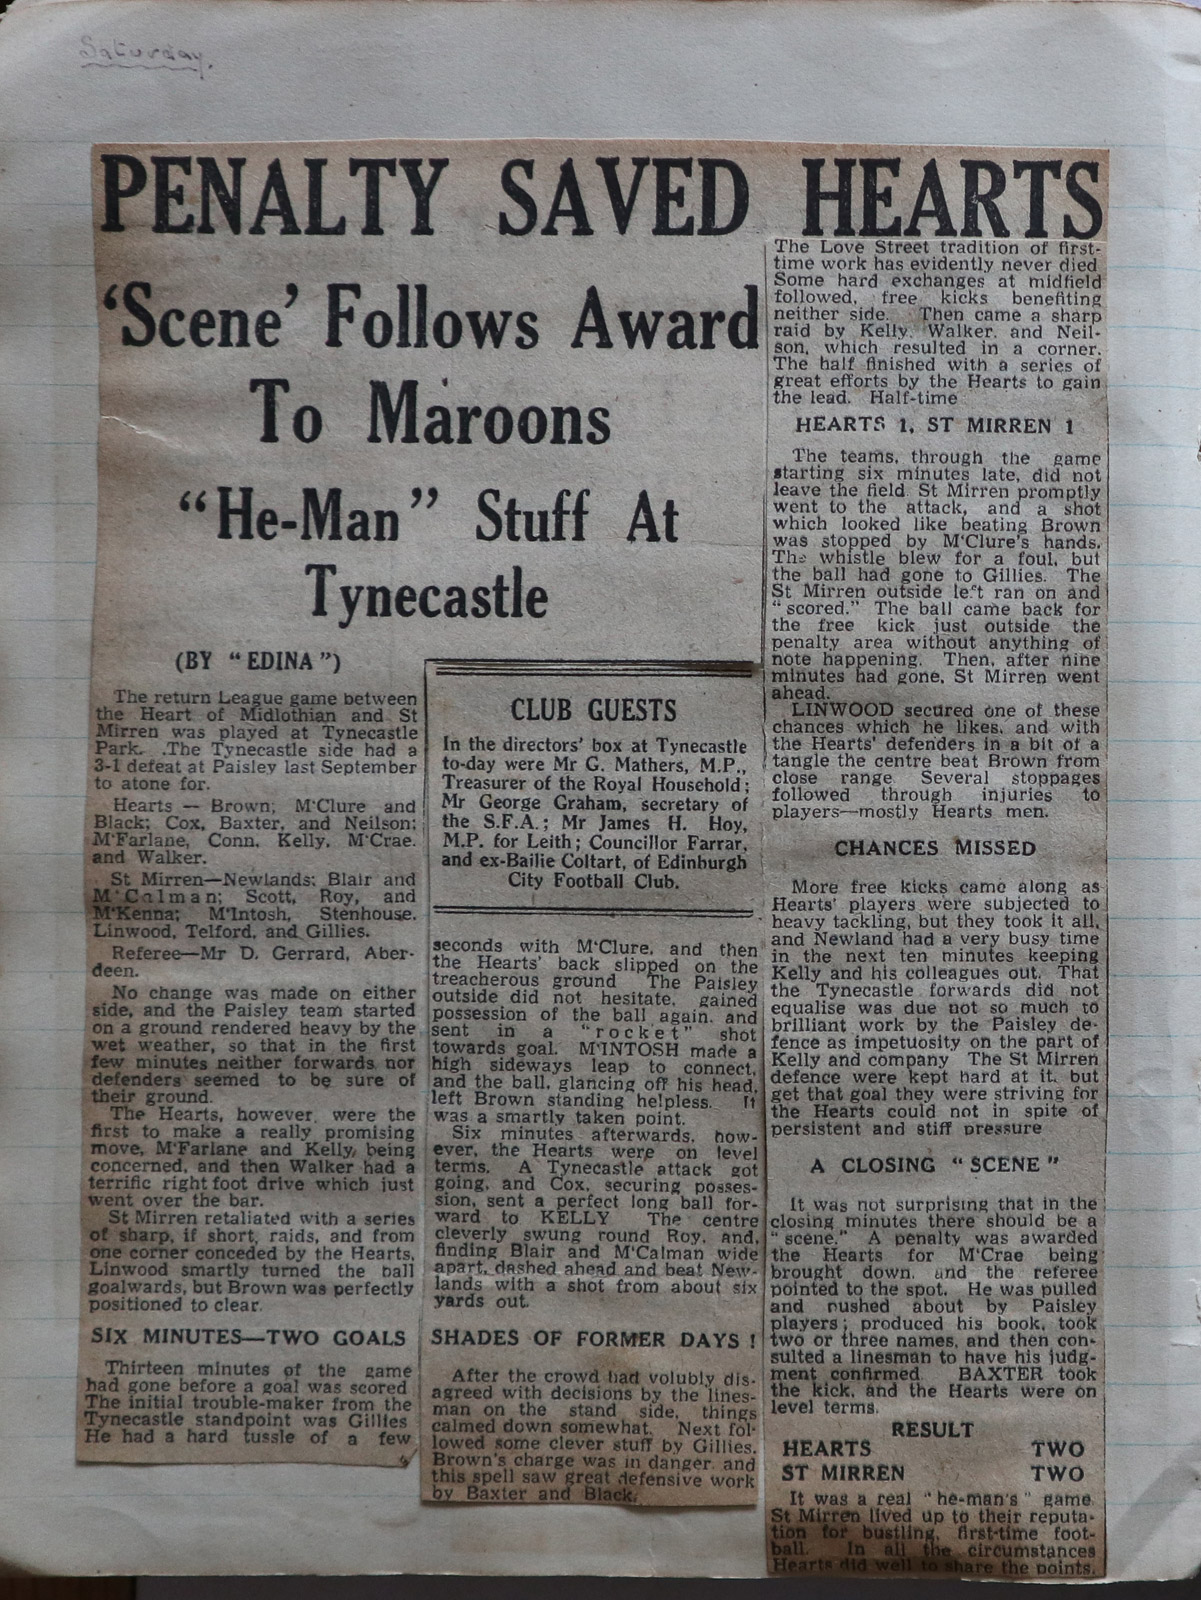 Saturday.
PENALTY SAVED HEARTS
'Scene' Follows Award
To Maroons
"He-Man" Stuff At
Tynecastle
(BY "EDINA")
The return League game between
the Heart of Midlothian and St
Mirren was played at Tynecastle
Park. .The Tynecastle side had a
3-1 defeat at Paisley last September
to atone for.
Hearts — Brown; M'Clure and
Black; Cox, Baxter, and Neilson;
M'Farlane, Conn, Kelly, M'Crae.
and Walker.
St Mirren—Newlands; Blair and
M'Calman; Scott, Roy, and
M'Kenna; M'Intosh, Stenhouse.
Linwood, Telford, and Gillies.
Referee—Mr D. Gerrard, Aber-
deen.
No change was made on either
side, and the Paisley team started
on a ground rendered heavy by the
wet weather, so that in the first
few minutes neither forwards nor
defenders seemed to be sure of
their ground.
The Hearts, however, were the
first to make a really promising
move, M'Farlane and Kelly, being
concerned, and then Walker had a
terrific right foot drive which just
went over the bar.
St Mirren retaliated with a series
of sharp, if short, raids, and from
one corner conceded by the Hearts,
Linwood smartly turned the ball
goalwards, but Brown was perfectly
positioned to clear.
SIX MINUTES—TWO GOALS
Thirteen minutes of the game
had gone before a goal was scored
The initial trouble-maker from the
Tynecastle standpoint was Gillies
He had a hard tussle of a few
CLUB GUESTS
In the directors' box at Tynecastle
to-day were Mr G. Mathers, M.P.,
Treasurer of the Royal Household;
Mr George Graham, secretary of
the S.F.A.; Mr James H. Hoy,
M.P. for Leith; Councillor Farrar,
and ex-Bailie Coltart, of Edinburgh
City Football Club.
seconds with M'Clure, and then
the Hearts' back slipped on the
treacherous ground The Paisley
outside did not hesitate, gained
possession of the ball again, and
sent in a "rocket" shot
towards goal. M'INTOSH made a
high sideways leap to connect,
and the ball, glancing off his head,
left Brown standing helpless. It
was a smartly taken point.
Six minutes afterwards, how-
ever, the Hearts were on level
terms. A Tynecastle attack got
going, and Cox, securing posses-
sion, sent a perfect long ball for-
ward to KELLY The centre
cleverly swung round Roy, and,
finding Blair and M'Calman wide
apart, dashed ahead and beat New-
lands with a shot from about six
yards out.
SHADES OF FORMER DAYS!
After the crowd had volubly dis-
agreed with decisions by the lines-
man on the stand side, things
calmed down somewhat. Next fol-
lowed some clever stuff by Gillies.
Brown's charge was in danger and
this spell saw great defensive work
by Baxter and Black.
The Love Street tradition of first-
time work has evidently never died
Some hard exchanges at midfield
followed, free kicks benefiting
neither side. Then came a sharp
raid by Kelly, Walker, and Neil-
son, which resulted in a corner.
The half finished with a series of
great efforts by the Hearts to gain
the lead. Half-time
HEARTS 1, ST MIRREN 1
The teams, through the game
starting six minutes late, did not
leave the field. St Mirren promptly
went to the attack, and a shot
which looked like beating Brown
was stopped by M'Clure's hands.
The whistle blew for a foul, but
the ball had gone to Gillies. The
St Mirren outside left ran on and
"scored." The ball came back for
the free kick just outside the
penalty area without anything of
note happening. Then, after nine
minutes had gone, St Mirren went
ahead.
LINWOOD secured one of these
chances which he likes, and with
the Hearts' defenders in a bit of a
tangle the centre beat Brown from
close range Several stoppages
followed through injuries to
players—mostly Hearts men.
CHANCES MISSED
More free kicks came along as
Hearts' players were subjected to
heavy tackling, but they took it all,
and Newland had a very busy time
in the next ten minutes keeping
Kelly and his colleagues out. That
the Tynecastle forwards did not
equalise was due not so much to
brilliant work by the Paisley de-
fence as impetuosity on the part of
Kelly and company The St Mirren
defence were kept hard at it, but
get that goal they were striving for
the Hearts could not in spite of
persistent and stiff pressure
A CLOSING "SCENE"
It was not surprising that in the
closing minutes there should be a
"scene." A penalty was awarded
the Hearts for M'Crae being
brought down, and the referee
pointed to the spot. He was pulled
and pushed about by Paisley
players; produced his book, took
two or three names, and then con-
sulted a linesman to have his judg-
ment confirmed. BAXTER took
the kick, and the Hearts were on
level terms.
RESULT
HEARTS TWO
ST MIRREN TWO
It was a real "he-man's" game
St Mirren lived up to their reputa-
tion for bustling, first-time foot-
ball. In all the circumstances
Hearts did well to share the points.